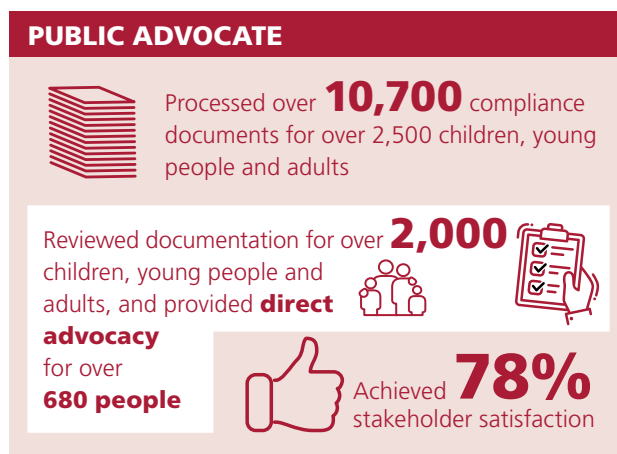 PUBLIC ADVOCATE
Processed over 10,700 compliance
documents for over 2,500 children, young
people and adults
Reviewed documentation for over 2,000
children, young people and
adults, and provided direct
advocacy
for over
680 people
Achieved 78%
stakeholder satisfaction